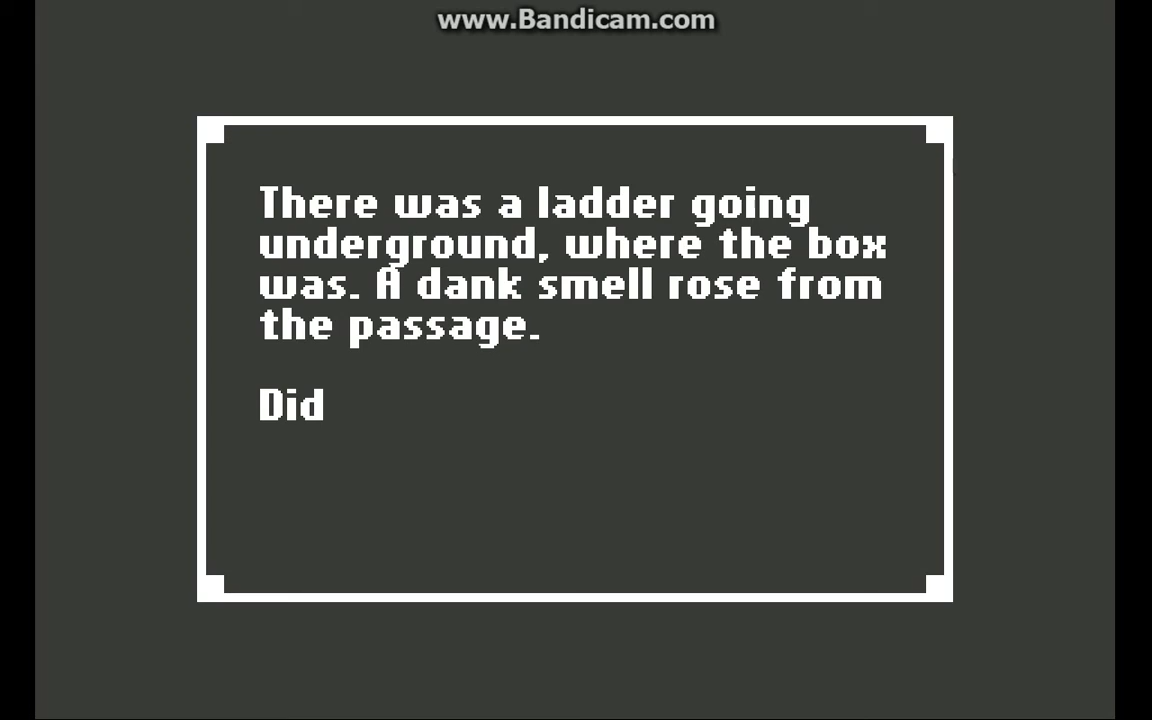 www.Bandicam.com
There was a ladder going
underground, where the box
was. A dank smell rose from
the passage.
Did